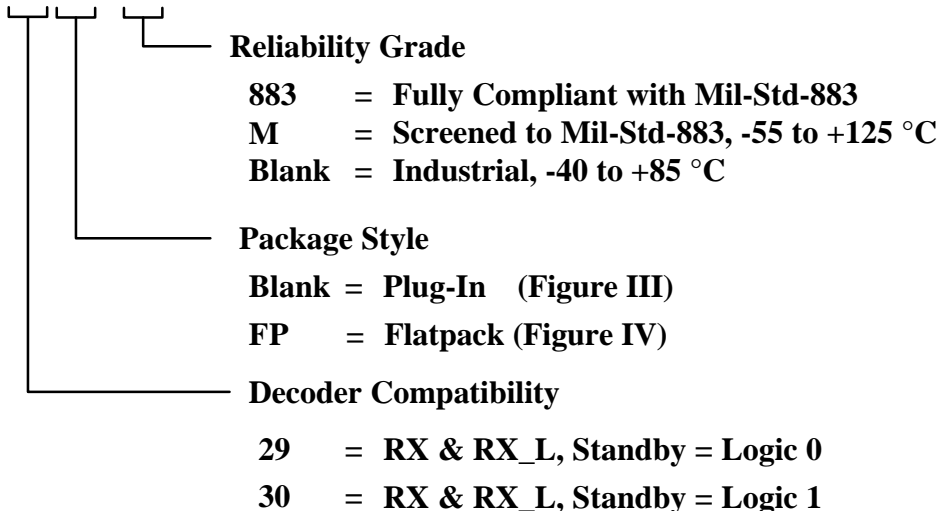 Reliability Grade
883 = Fully Compliant with Mil-Std-883
M = Screened to Mil-Std-883, -55 to +125 °C
Blank = Industrial, -40 to +85 °C
Package Style
Blank = Plug-In (Figure III)
FP = Flatpack (Figure IV)
Decoder Compatibility
29 = RX & RX_L, Standby = Logic 0
30 = RX & RX_L, Standby = Logic 1